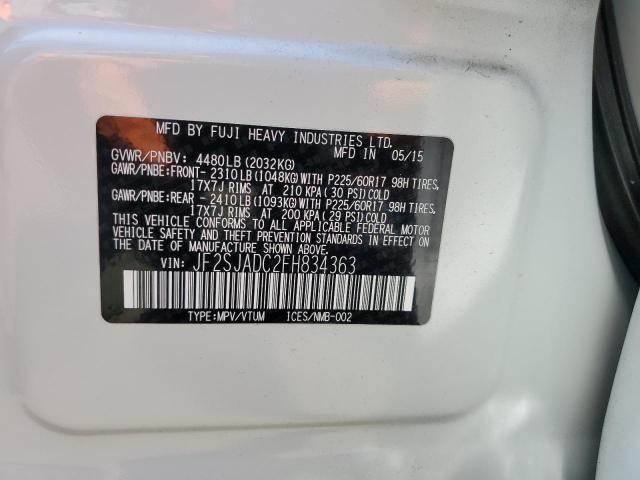 MFD BY FUJI HEAVY INDUSTRIES LTD.
MFD IN 05/15
GVWR/PNBV: 4480LB (2032KG)
GAWR/PNBE:FRONT- 2310LB (1048KG)WITH P225/60R17 98H TIRES,
17X7J RIMS AT 210 KPA (30 PSI)COLD
GAWR/PNBE:REAR - 2410LB (1093KG)WITH P225/60R17 98H TIRES,
17X7J RIMS AT 200 KPA (29 PSI)COLD
THIS VEHICLE CONFORMS TO ALL APPLICABLE FEDERAL MOTOR
VEHICLE SAFETY, BUMPER, AND THEFT PREVENTION STANDARDS IN EFFECT
ON THE DATE OF MANUFACTURE SHOWN ABOVE.
VIN: JF2SJADC2FH834363
TYPE:MPV/VTUM ICES/NMB-002